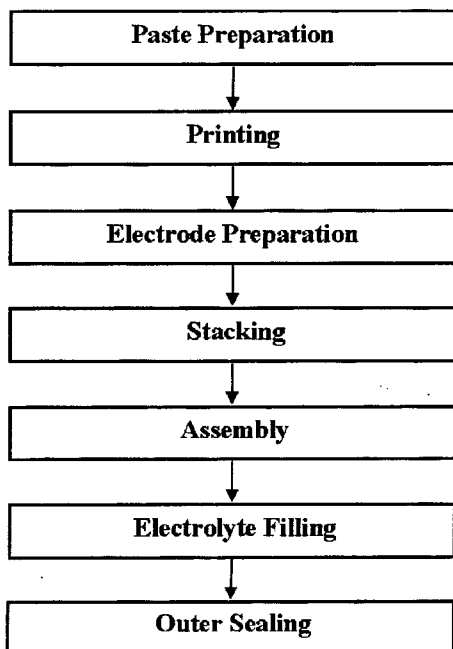 Paste Preparation
Printing
Electrode Preparation
Stacking
Assembly
Electrolyte Filling
Outer Sealing